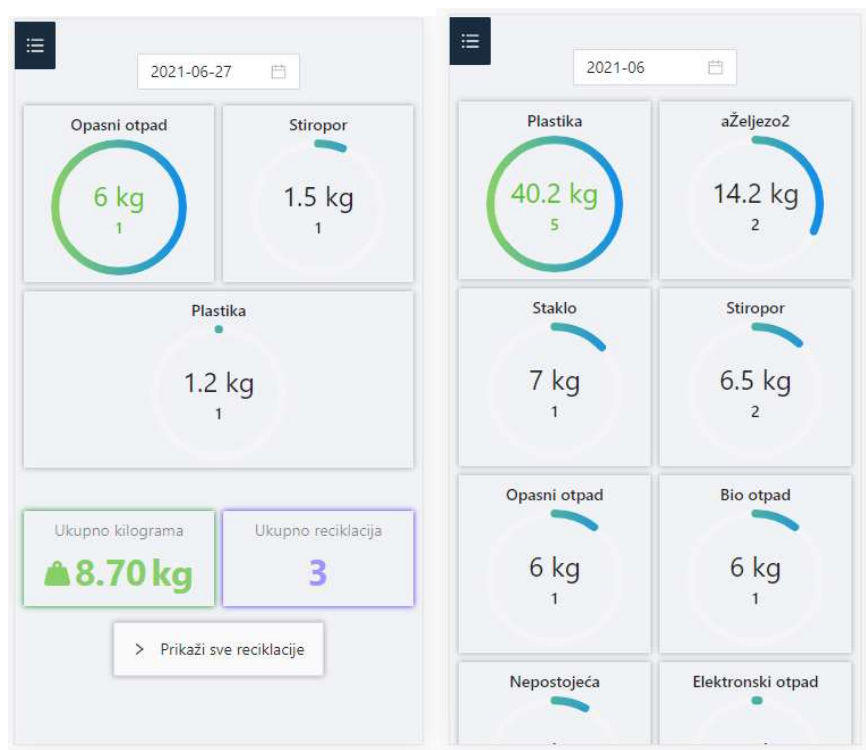 2021-06-27
Opasni otpad
6 kg
1
Stiropor
1.5 kg
1
Plastika
1.2 kg
1
Ukupno kilograma
8.70 kg
Ukupno reciklacija
3
> Prikaži sve reciklacije
2021-06
Plastika
40.2 kg
5
aŽeljezo2
14.2 kg
2
Staklo
7 kg
1
Stiropor
6.5 kg
2
Opasni otpad
6 kg
1
Bio otpad
6 kg
1
Nepostojeća
Elektronski otpad